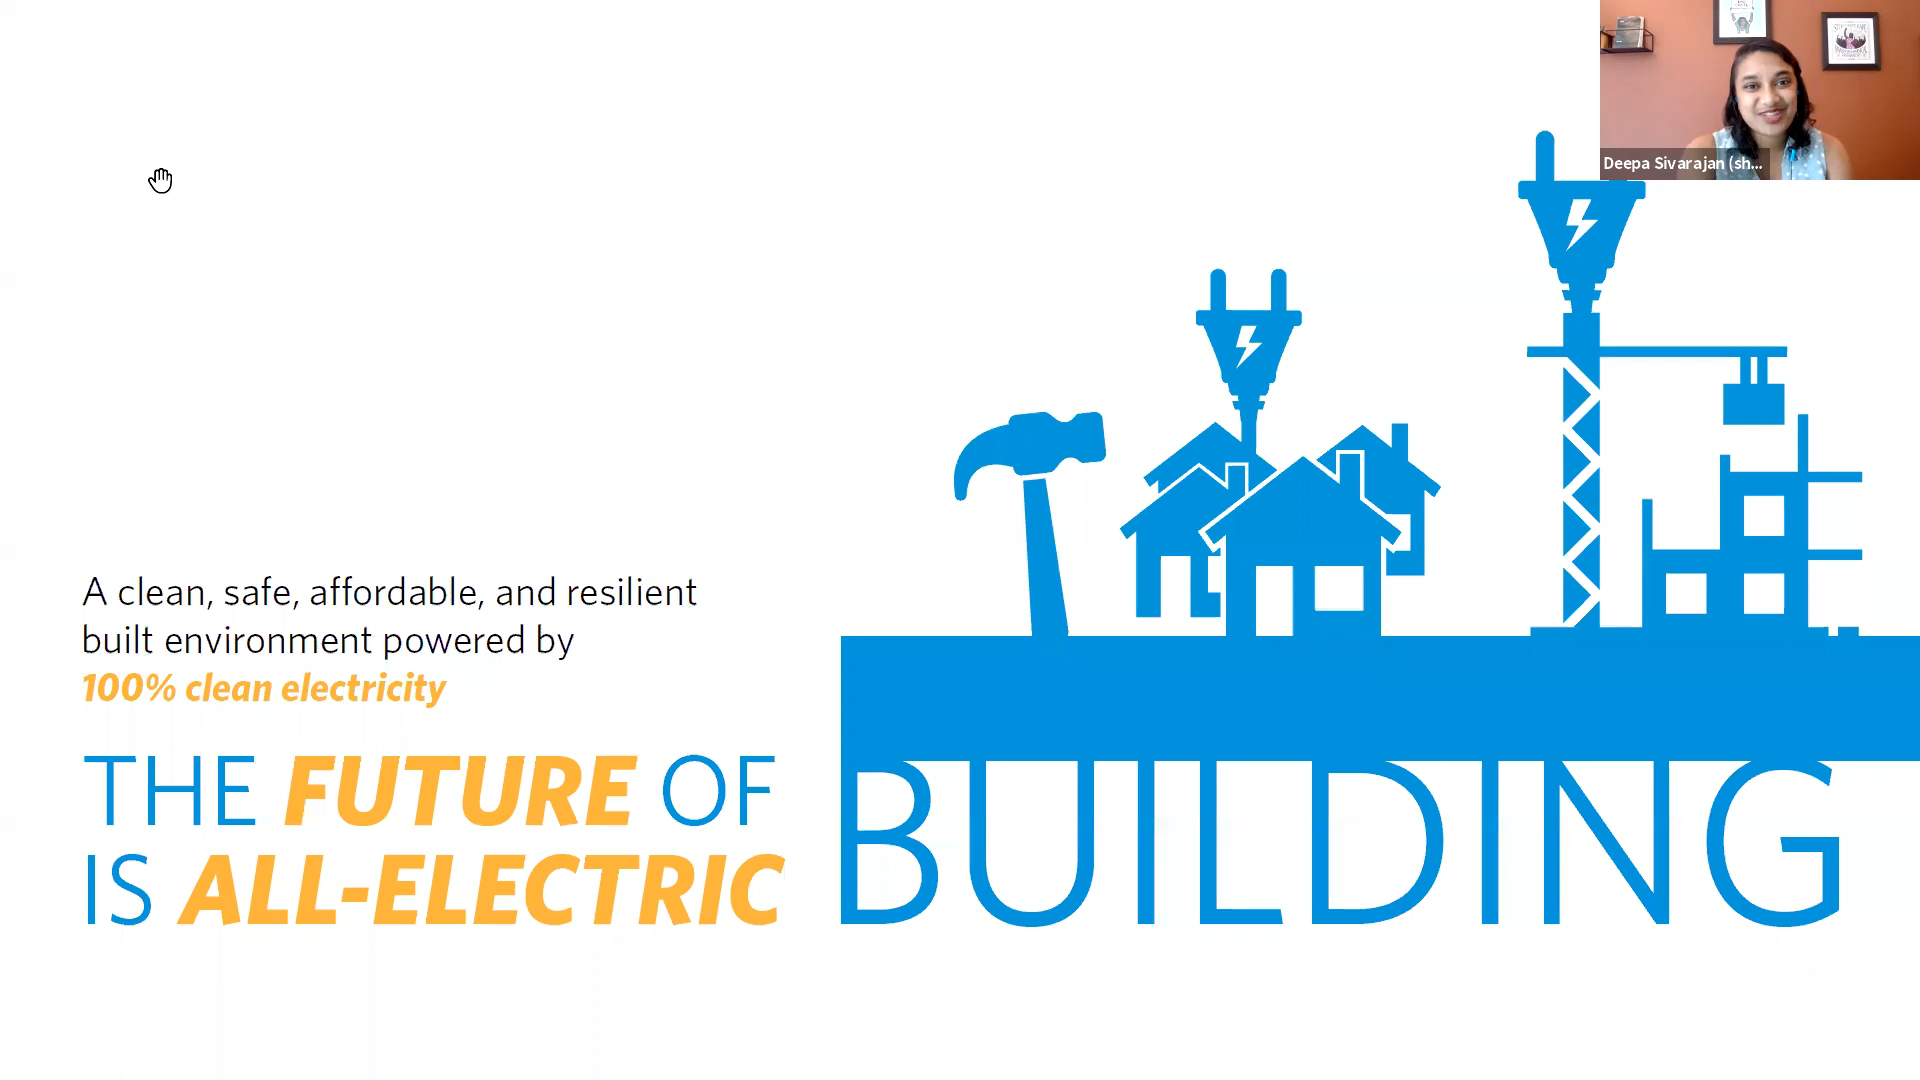 Deepa Sivarajan (sh...
A clean, safe, affordable, and resilient
built environment powered by
100% clean electricity
THE FUTURE OF BUILDING
IS ALL-ELECTRIC